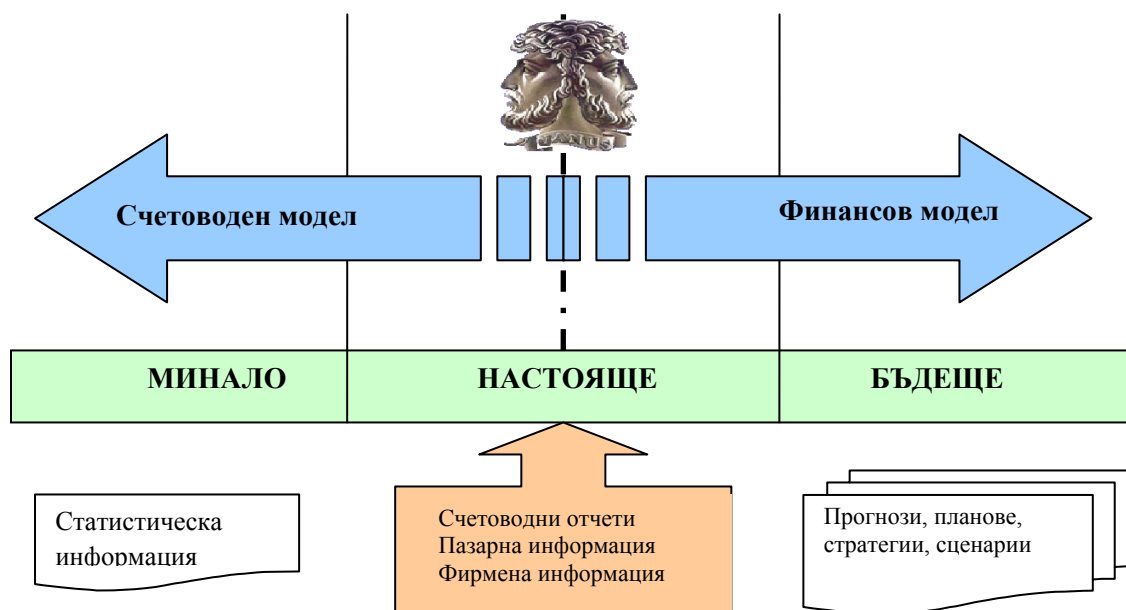 JANUS
Счетоводен модел
Финансов модел
МИНАЛО
НАСТОЯЩЕ
БЪДЕЩЕ
Статистическа
информация
Счетоводни отчети
Пазарна информация
Фирмена информация
Прогнози, планове,
стратегии, сценарии